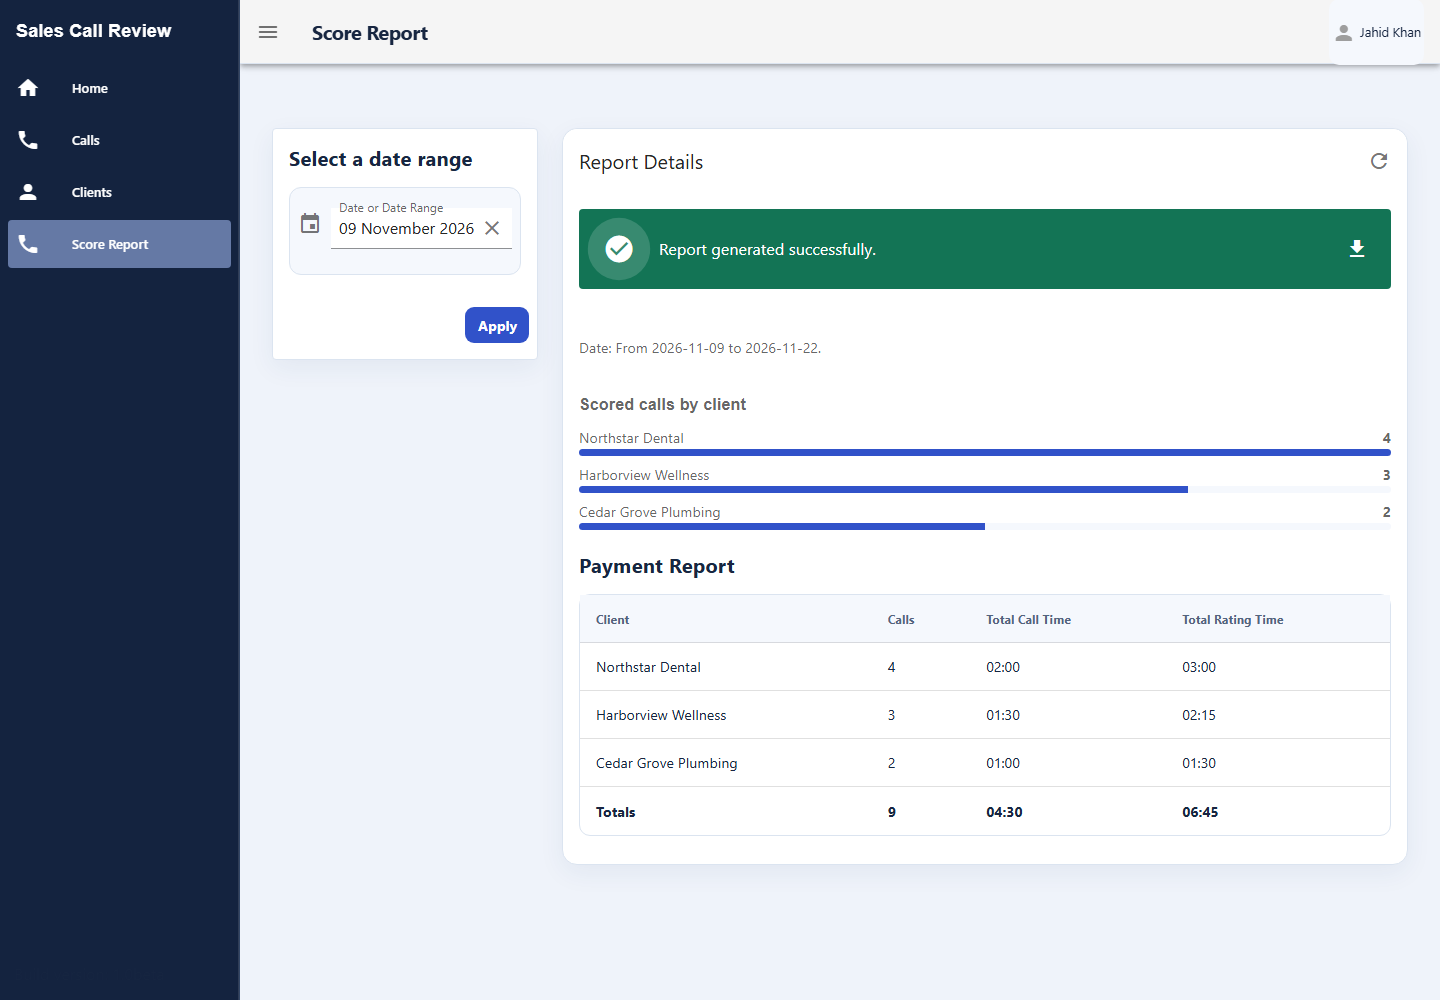 Sales Call Review
Home
Calls
Clients
Score Report
Score Report
Jahid Khan
Select a date range
Date or Date Range
09 November 2026
Apply
Report Details
Report generated successfully.
Date: From 2026-11-09 to 2026-11-22.
Scored calls by client
Northstar Dental 4
Harborview Wellness 3
Cedar Grove Plumbing 2
Payment Report
Client Calls Total Call Time Total Rating Time
Northstar Dental 4 02:00 03:00
Harborview Wellness 3 01:30 02:15
Cedar Grove Plumbing 2 01:00 01:30
Totals 9 04:30 06:45